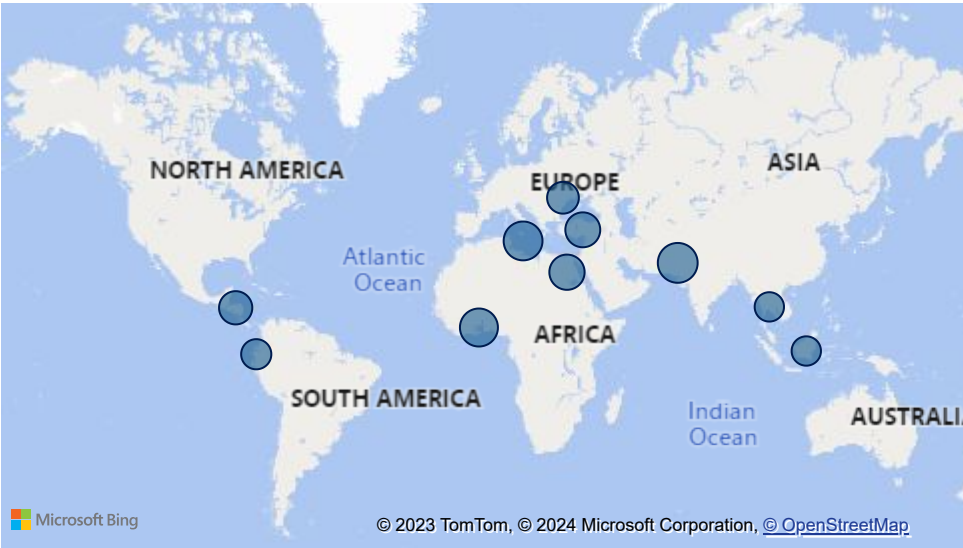 NORTH AMERICA
ASIA
EUROPE
Atlantic
Ocean
AFRICA
SOUTH AMERICA
Indian
Ocean
AUSTRALI
Microsoft Bing
© 2023 TomTom, © 2024 Microsoft Corporation, © OpenStreetMap